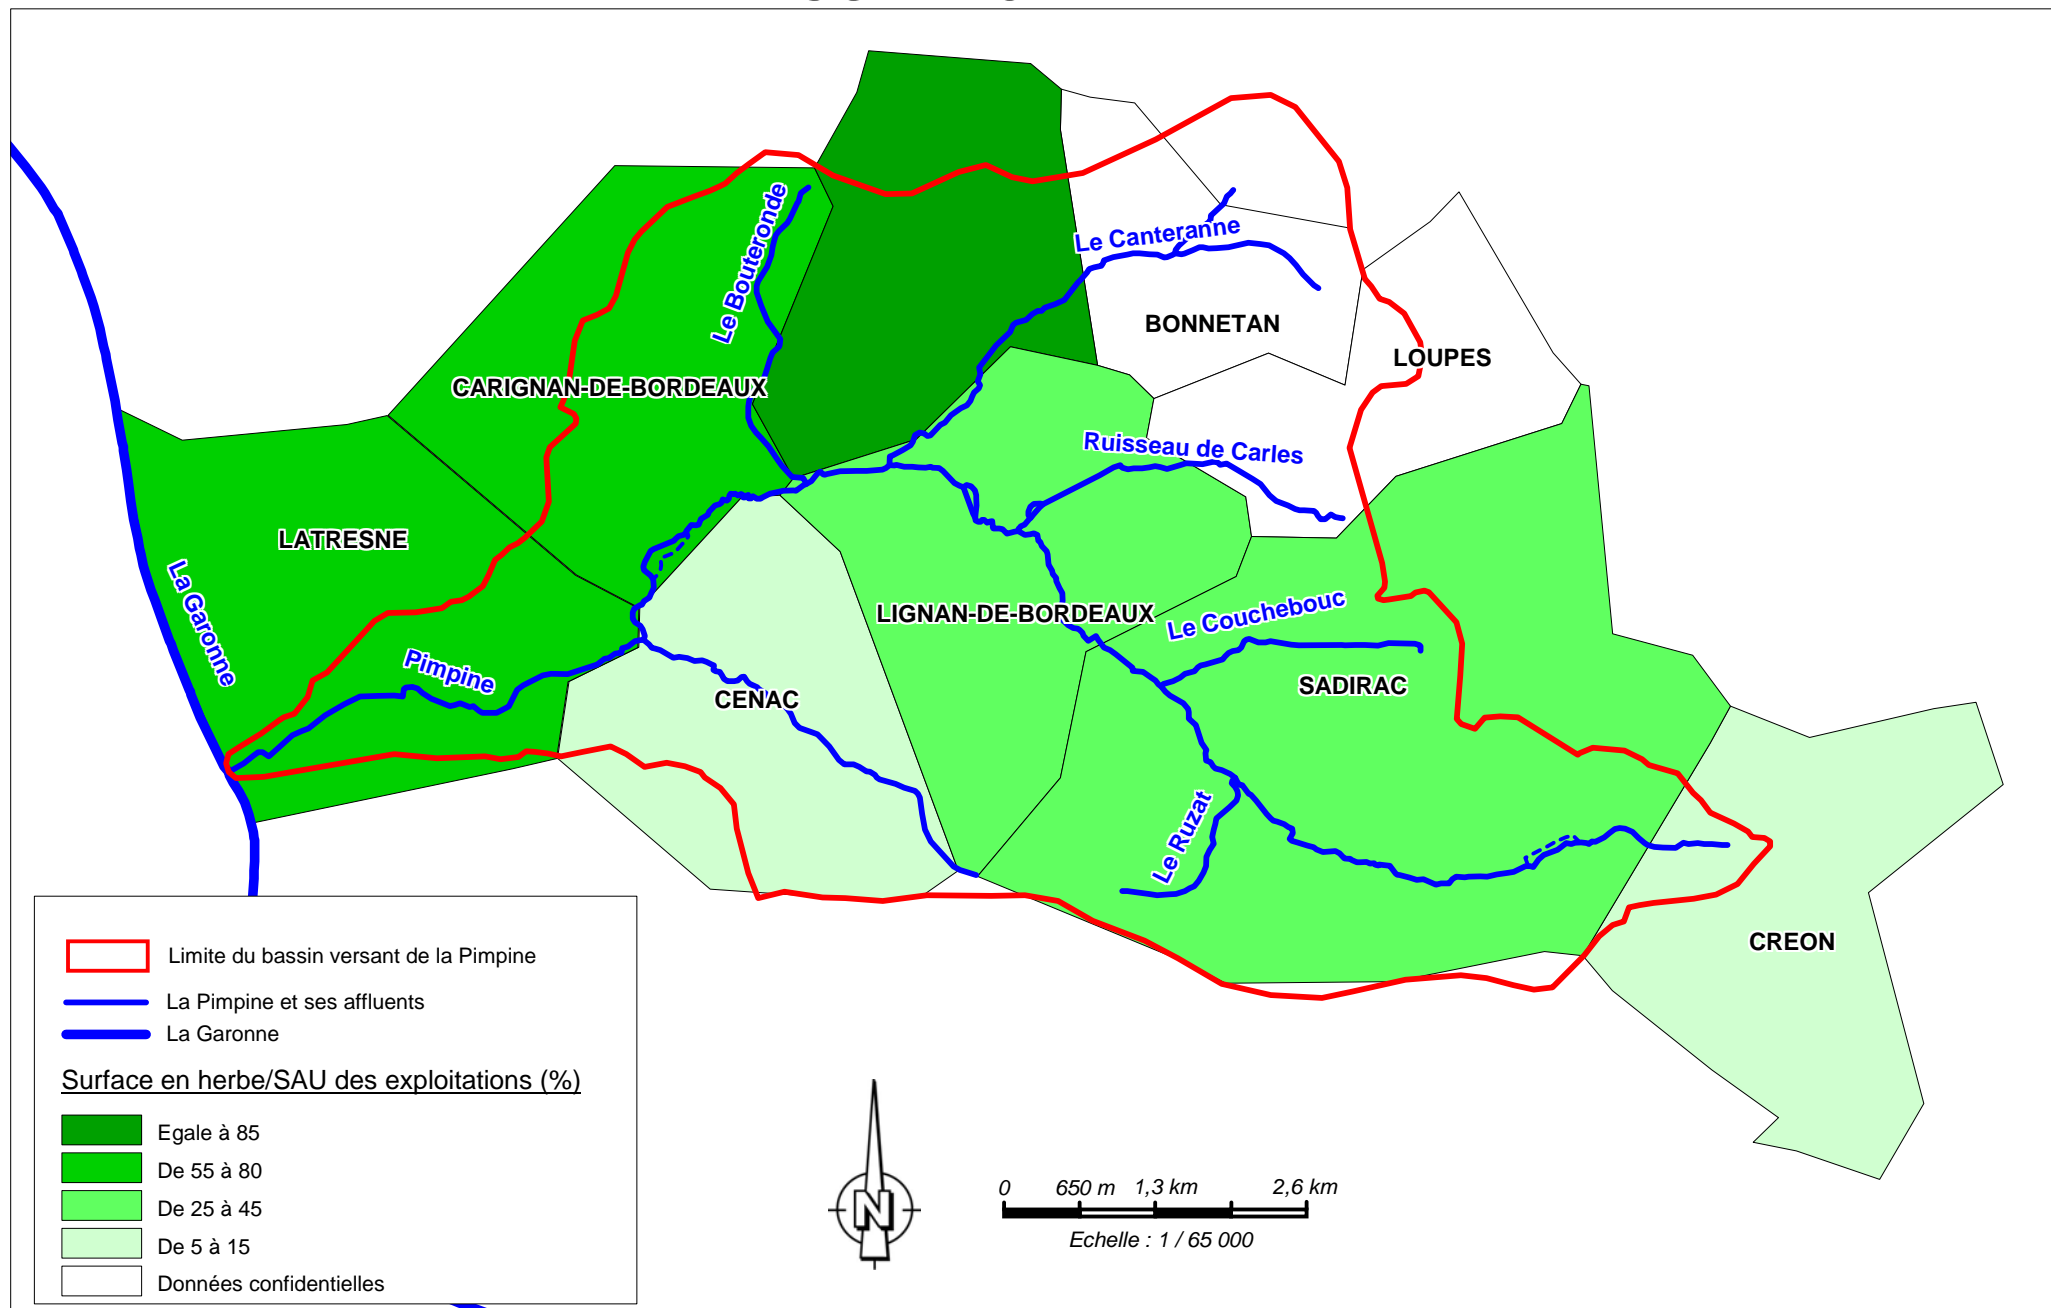 Le Bouteronde
Le Canteranne
BONNETAN
LOUPES
CARIGNAN-DE-BORDEAUX
Ruisseau de Carles
LATRESNE
La Garonne
LIGNAN-DE-BORDEAUX
Le Couchebouc
Pimpine
CENAC
SADIRAC
Le Ruzat
CREON
Limite du bassin versant de la Pimpine
La Pimpine et ses affluents
La Garonne
Surface en herbe/SAU des exploitations (%)
Egale à 85
De 55 à 80
De 25 à 45
De 5 à 15
Données confidentielles
N
0 650 m 1,3 km 2,6 km
Echelle : 1 / 65 000